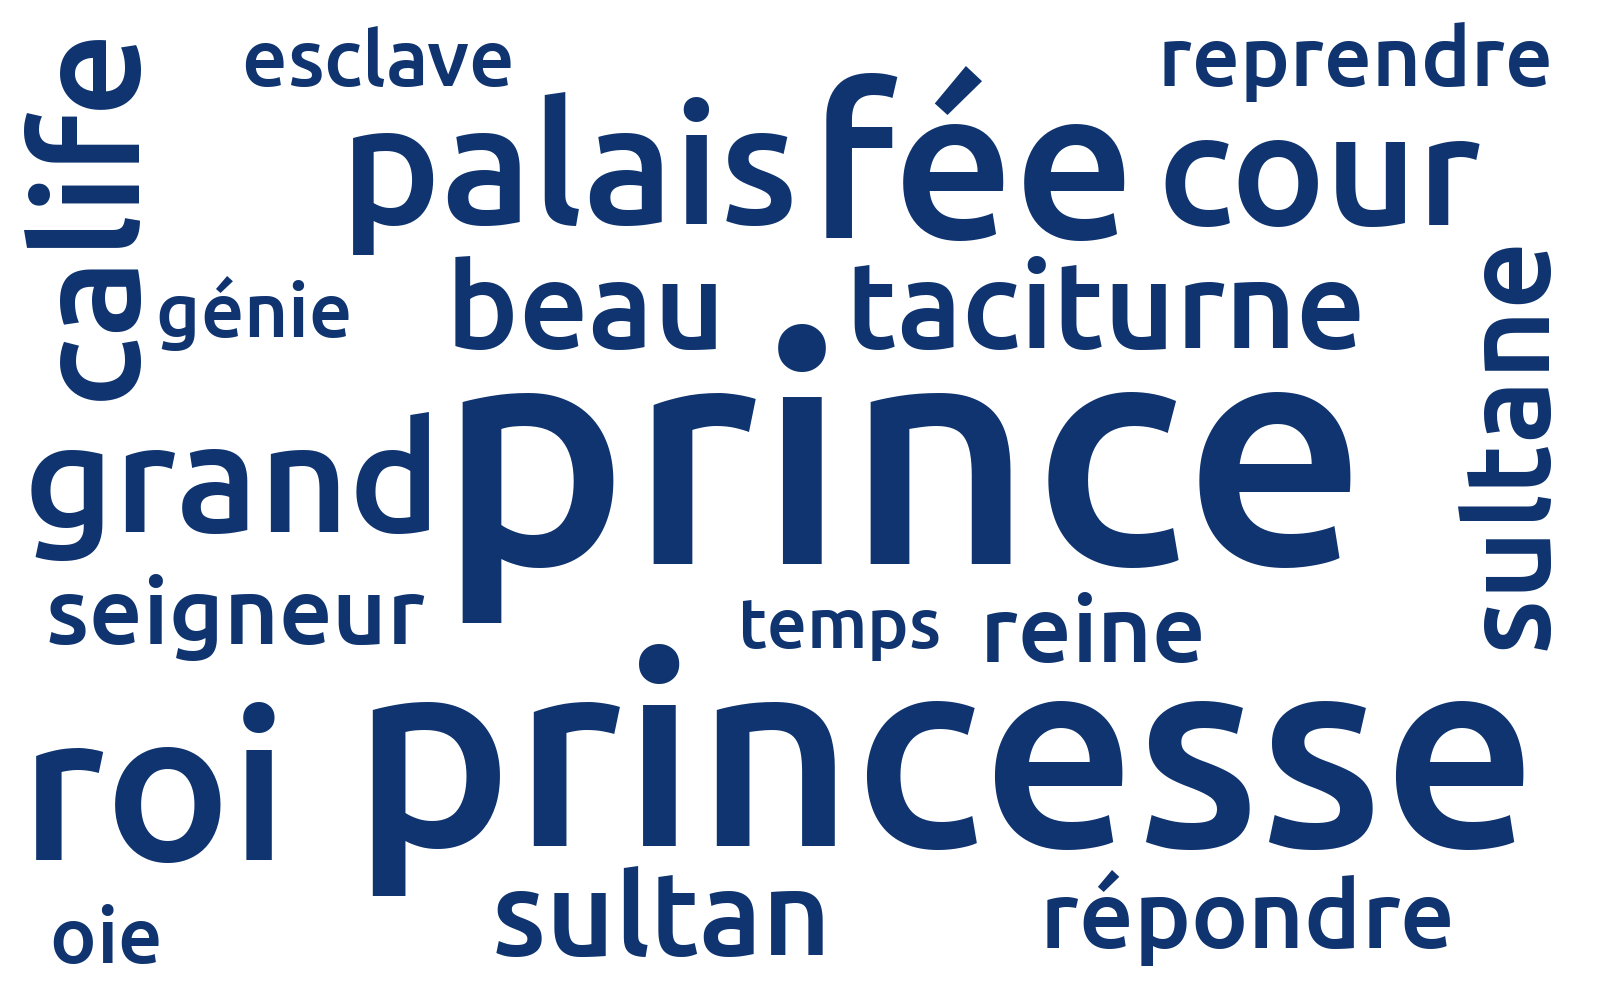 calife
esclave
reprendre
palais
fée
cour
génie
beau
taciturne
sultane
grand
prince
seigneur
temps
reine
roi
princesse
oie
sultan
répondre